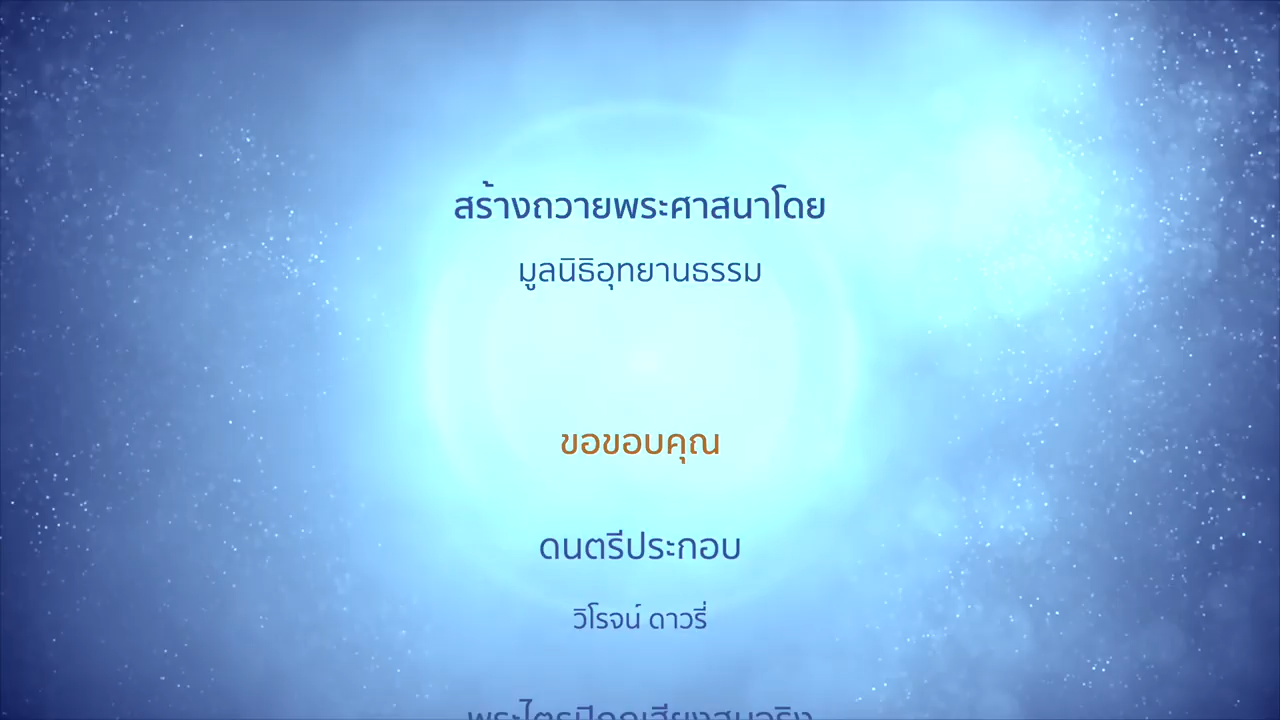 สร้างถวายพระศาสนาโดย
มูลนิธิอุทยานธรรม
ขอขอบคุณ
ดนตรีประกอบ
วิโรจน์ ดาวรี่